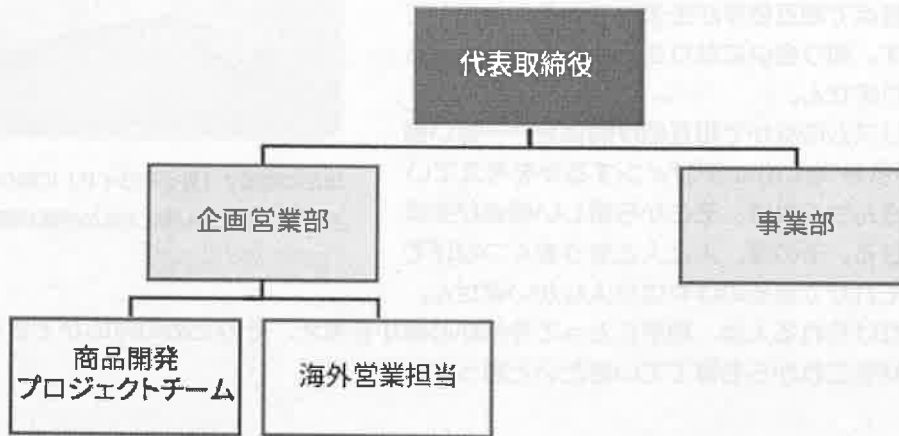 代表取締役
企画営業部
事業部
商品開発
プロジェクトチーム
海外営業担当